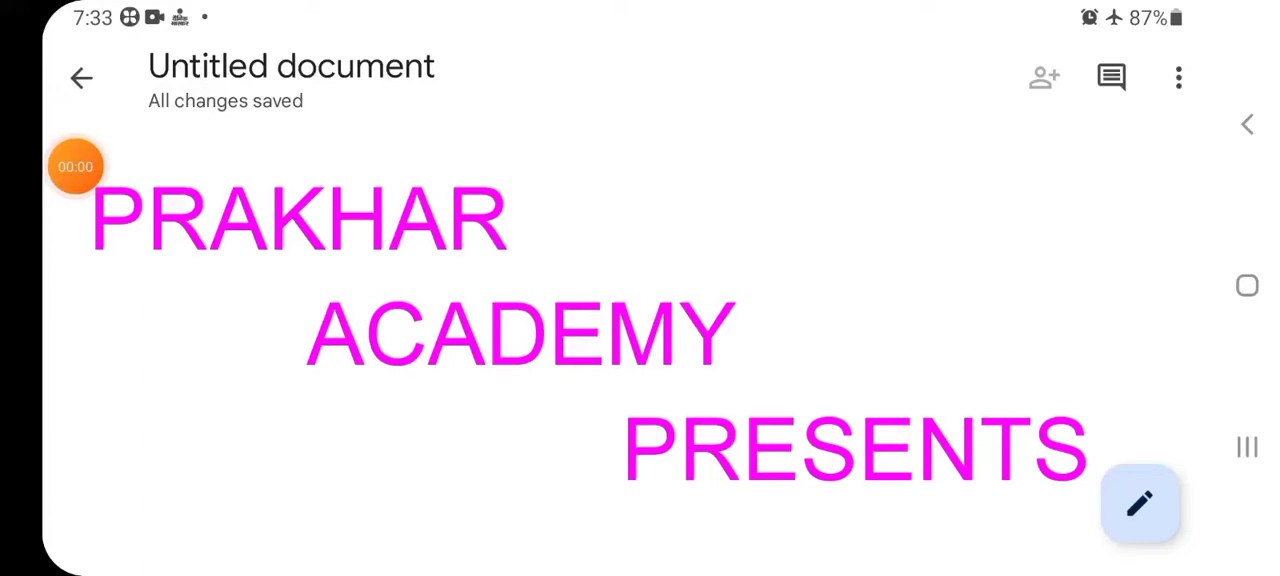 7:33
87%
Untitled document
All changes saved
00:00
PRAKHAR
ACADEMY
PRESENTS